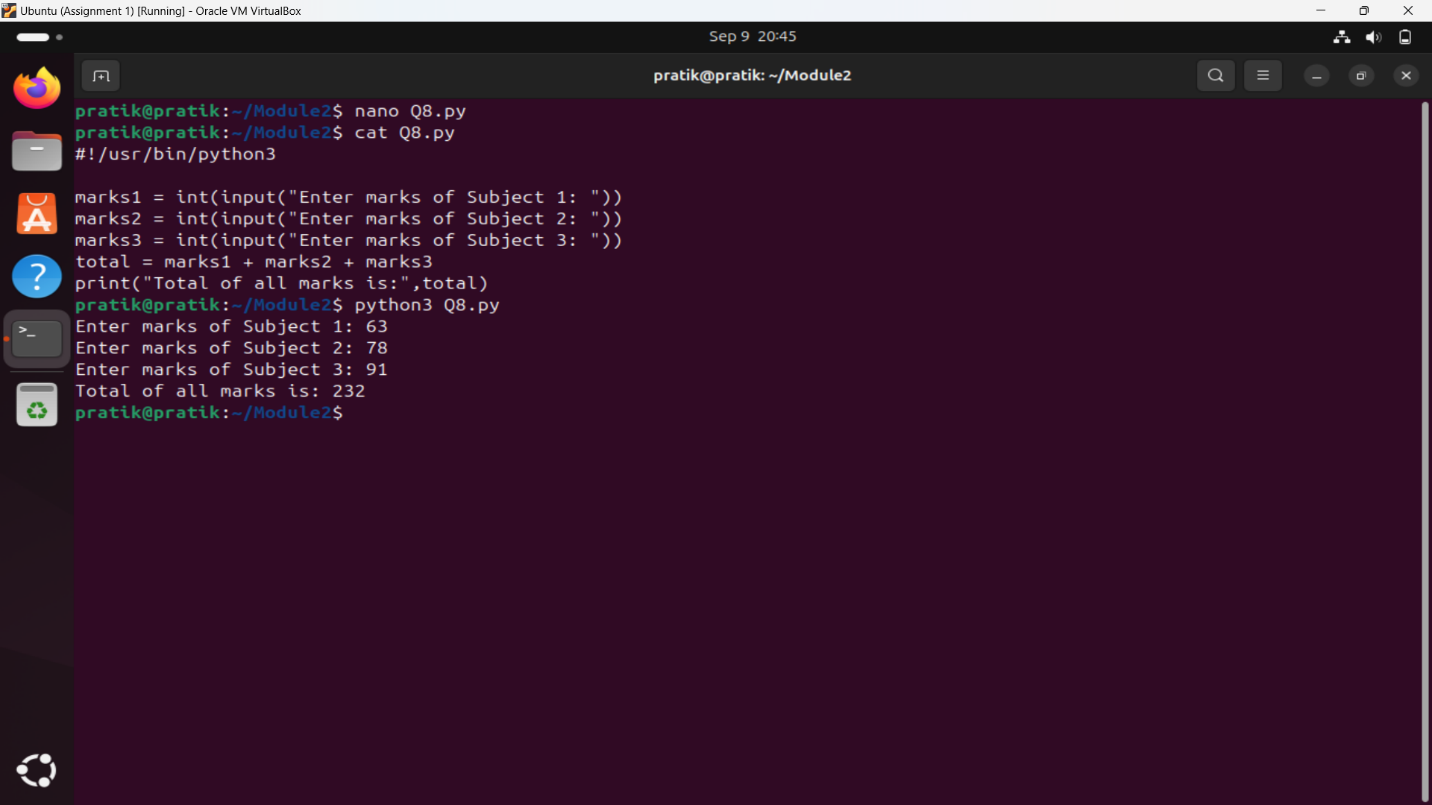 Ubuntu (Assignment 1) [Running] - Oracle VM VirtualBox
Sep 9 20:45
pratik@pratik: ~/Module2
pratik@pratik:~/Module2$ nano Q8.py
pratik@pratik:~/Module2$ cat Q8.py
#!/usr/bin/python3
marks1 = int(input("Enter marks of Subject 1: "))
marks2 = int(input("Enter marks of Subject 2: "))
marks3 = int(input("Enter marks of Subject 3: "))
total = marks1 + marks2 + marks3
print("Total of all marks is:",total)
pratik@pratik:~/Module2$ python3 Q8.py
Enter marks of Subject 1: 63
Enter marks of Subject 2: 78
Enter marks of Subject 3: 91
Total of all marks is: 232
pratik@pratik:~/Module2$